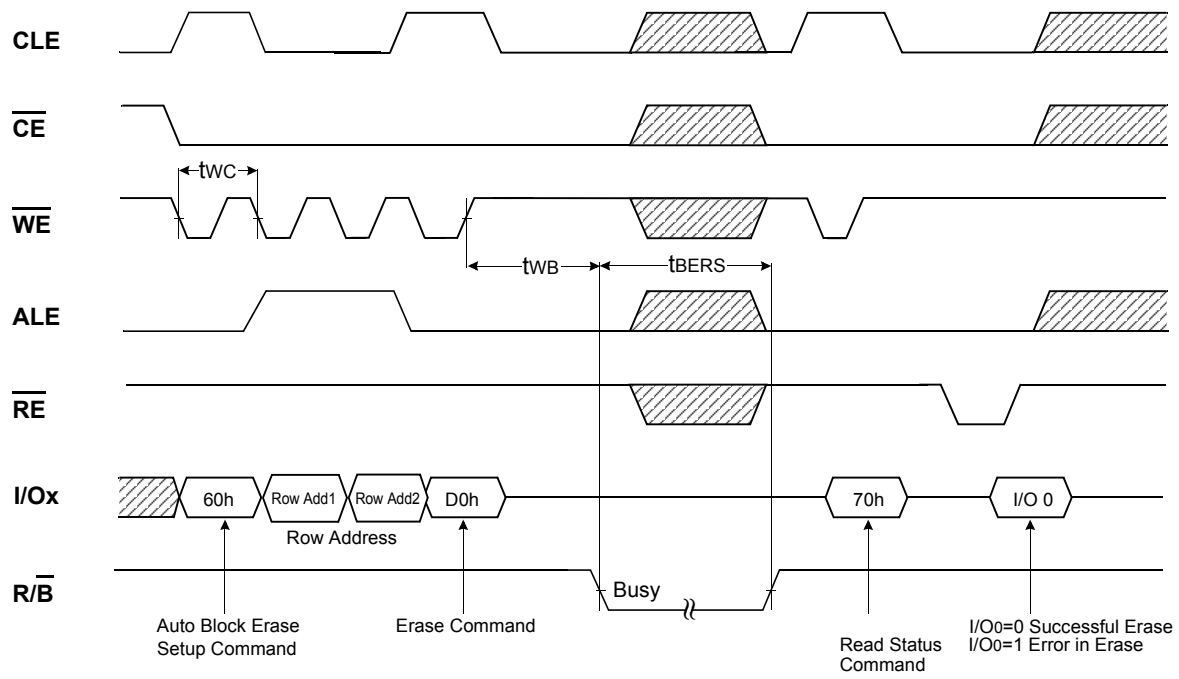 CLE
CE
tWC
WE
tWB
tBERS
ALE
RE
I/Ox
60h
Row Add1
Row Add2
D0h
70h
I/O 0
Row Address
R/B
Busy
Auto Block Erase
Setup Command
Erase Command
Read Status
Command
I/O0=0 Successful Erase
I/O0=1 Error in Erase